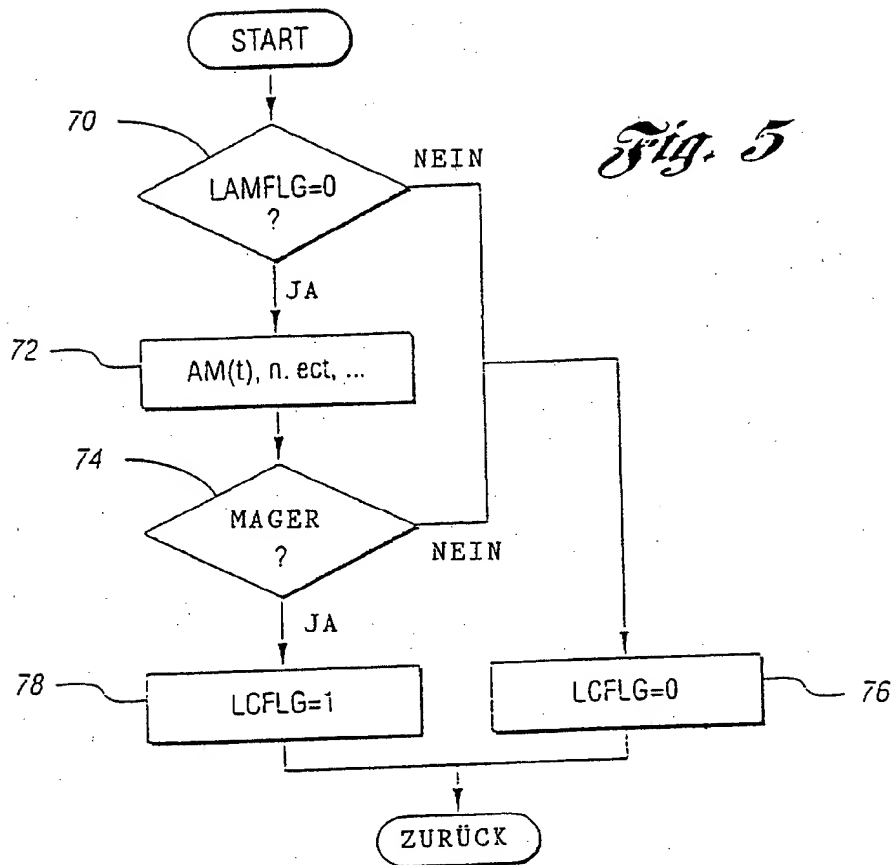 START
Fig. 5
70
LAMFLG=0
?
NEIN
JA
72
AM(t), n. ect, ...
74
MAGER
?
NEIN
JA
78
LCFLG=1
LCFLG=0
76
ZURÜCK